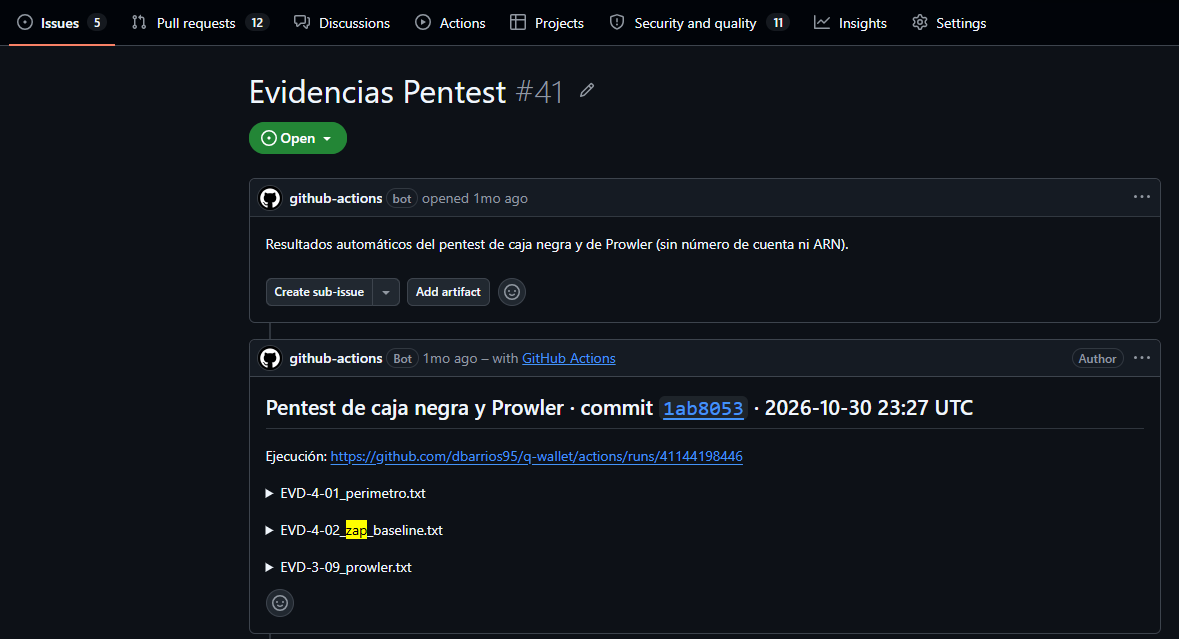 Issues 5 Pull requests 12 Discussions Actions Projects Security and quality 11 Insights Settings
Evidencias Pentest #41
Open
github-actions bot opened 1mo ago
Resultados automáticos del pentest de caja negra y de Prowler (sin número de cuenta ni ARN).
Create sub-issue Add artifact
github-actions Bot 1mo ago – with GitHub Actions Author
Pentest de caja negra y Prowler · commit 1ab8053 · 2026-10-30 23:27 UTC
Ejecución: https://github.com/dbarrios95/q-wallet/actions/runs/41144198446
EVD-4-01_perimetro.txt
EVD-4-02_zap_baseline.txt
EVD-3-09_prowler.txt